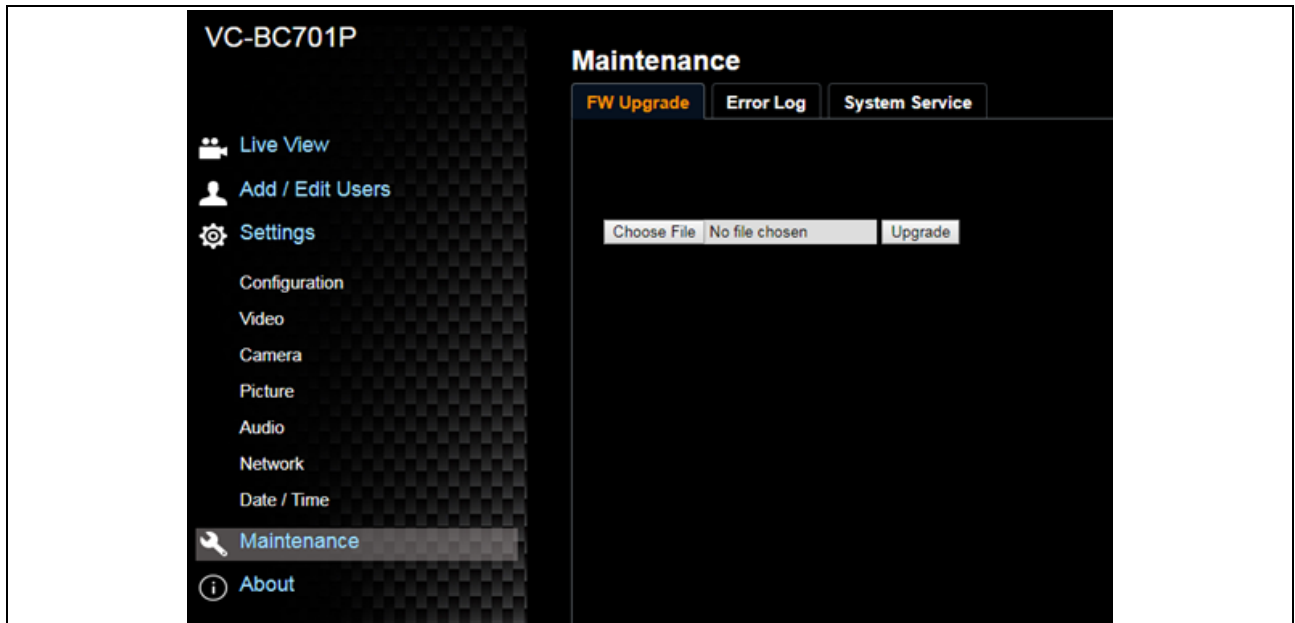 VC-BC701P
Live View
Add / Edit Users
Settings
Configuration
Video
Camera
Picture
Audio
Network
Date / Time
Maintenance
About
Maintenance
FW Upgrade Error Log System Service
Choose File No file chosen Upgrade